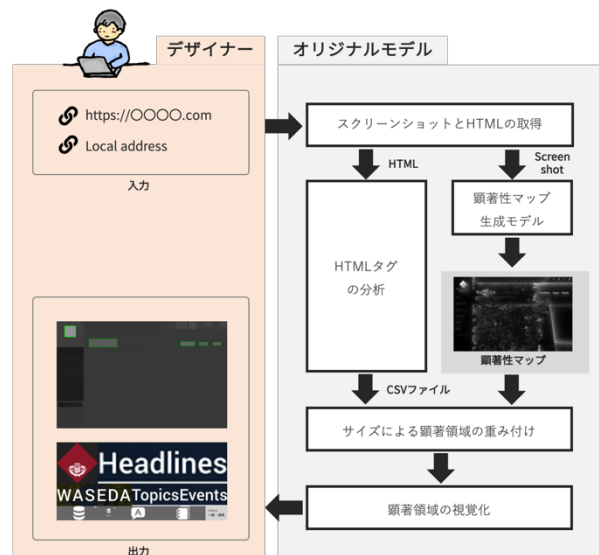 デザイナー
オリジナルモデル
https://〇〇〇〇.com
Local address
入力
スクリーンショットとHTMLの取得
HTML
Screen
shot
顕著性マップ
生成モデル
HTMLタグ
の分析
顕著性マップ
CSVファイル
サイズによる顕著領域の重み付け
顕著領域の視覚化
Headlines
WASEDATopicsEvents
出力